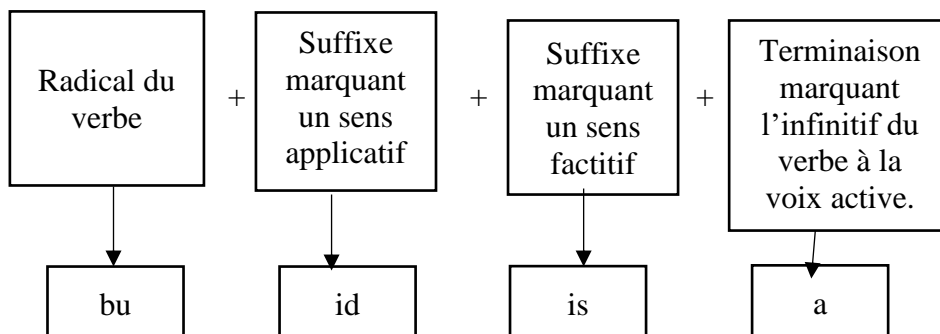 Radical du
verbe
+
Suffixe
marquant
un sens
applicatif
+
Suffixe
marquant
un sens
factitif
+
Terminaison
marquant
l’infinitif du
verbe à la
voix active.
bu
id
is
a